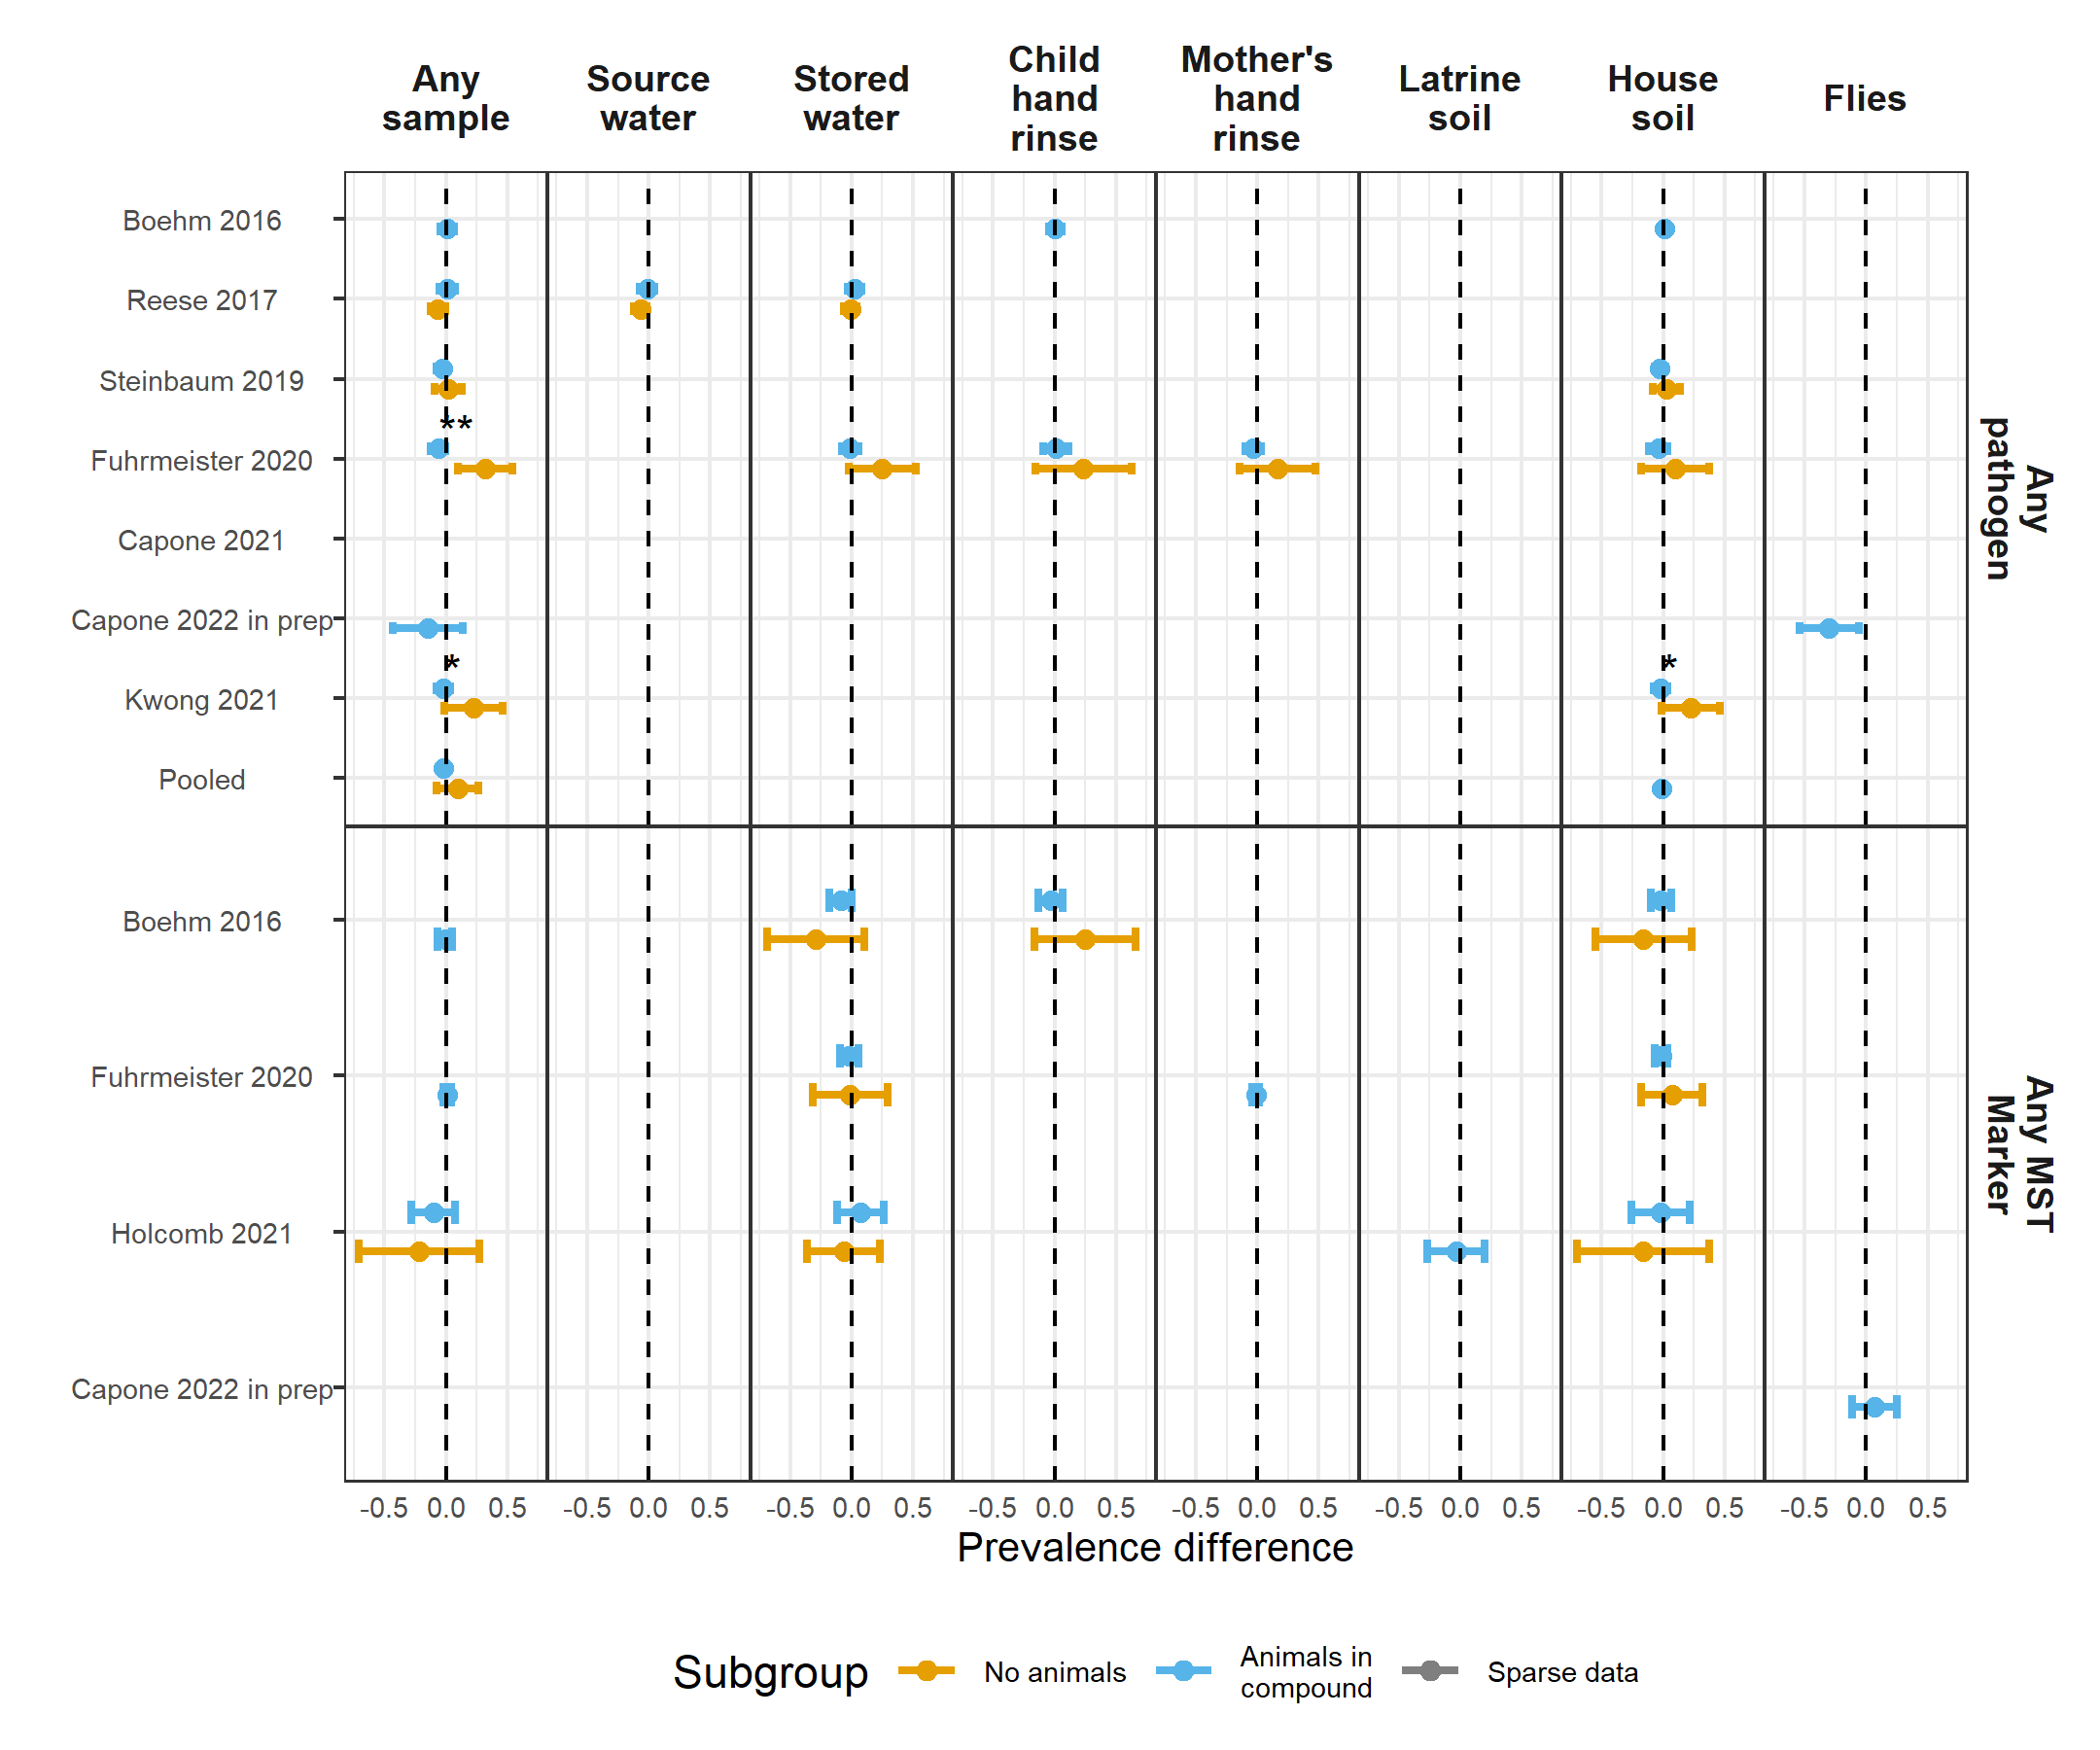 Any
sample
Source
water
Stored
water
Child
hand
rinse
Mother's
hand
rinse
Latrine
soil
House
soil
Flies
Boehm 2016
Reese 2017
Steinbaum 2019
**
Fuhrmeister 2020
Capone 2021
Capone 2022 in prep
* *
Kwong 2021
Pooled
Any
pathogen
Boehm 2016
Fuhrmeister 2020
Holcomb 2021
Capone 2022 in prep
Any MST
Marker
-0.5 0.0 0.5 -0.5 0.0 0.5 -0.5 0.0 0.5 -0.5 0.0 0.5 -0.5 0.0 0.5 -0.5 0.0 0.5 -0.5 0.0 0.5 -0.5 0.0 0.5
Prevalence difference
Subgroup
No animals
Animals in
compound
Sparse data